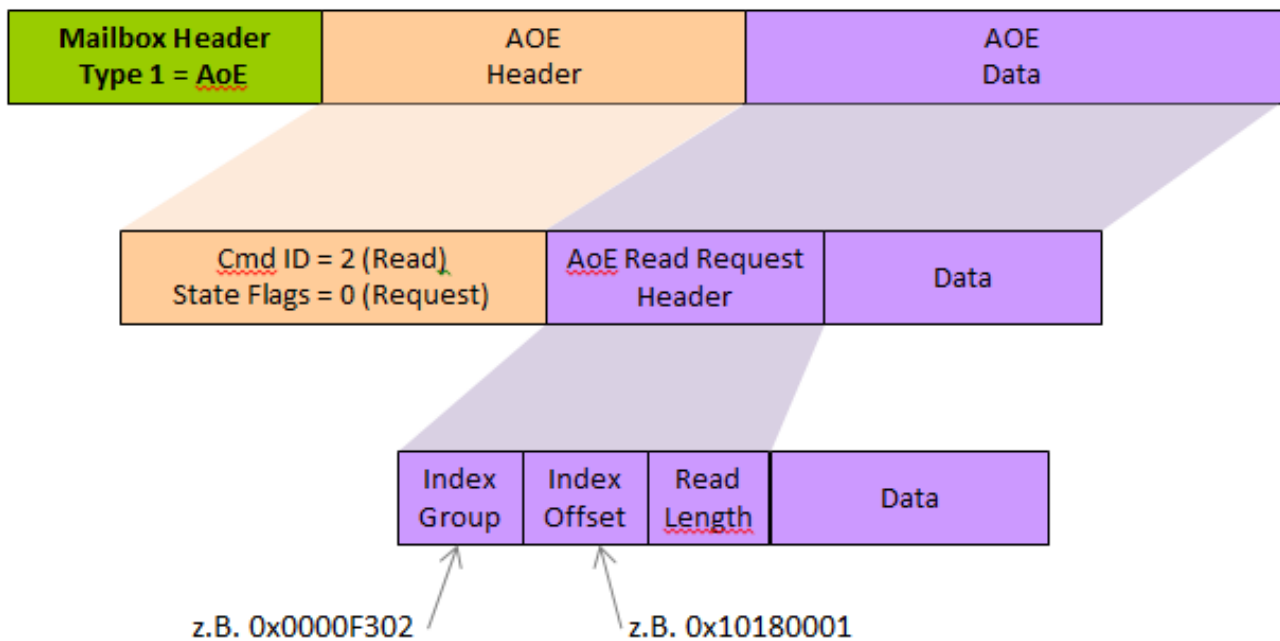 Mailbox Header
Type 1 = AoE
AOE
Header
AOE
Data
Cmd ID = 2 (Read)
State Flags = 0 (Request)
AoE Read Request
Header
Data
Index
Group
Index
Offset
Read
Length
Data
z.B. 0x0000F302
z.B. 0x10180001